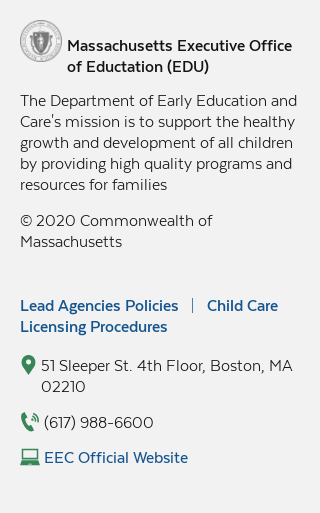 Massachusetts Executive Office
of Eductation (EDU)
The Department of Early Education and
Care's mission is to support the healthy
growth and development of all children
by providing high quality programs and
resources for families
© 2020 Commonwealth of
Massachusetts
Lead Agencies Policies | Child Care
Licensing Procedures
51 Sleeper St. 4th Floor, Boston, MA
02210
(617) 988-6600
EEC Official Website